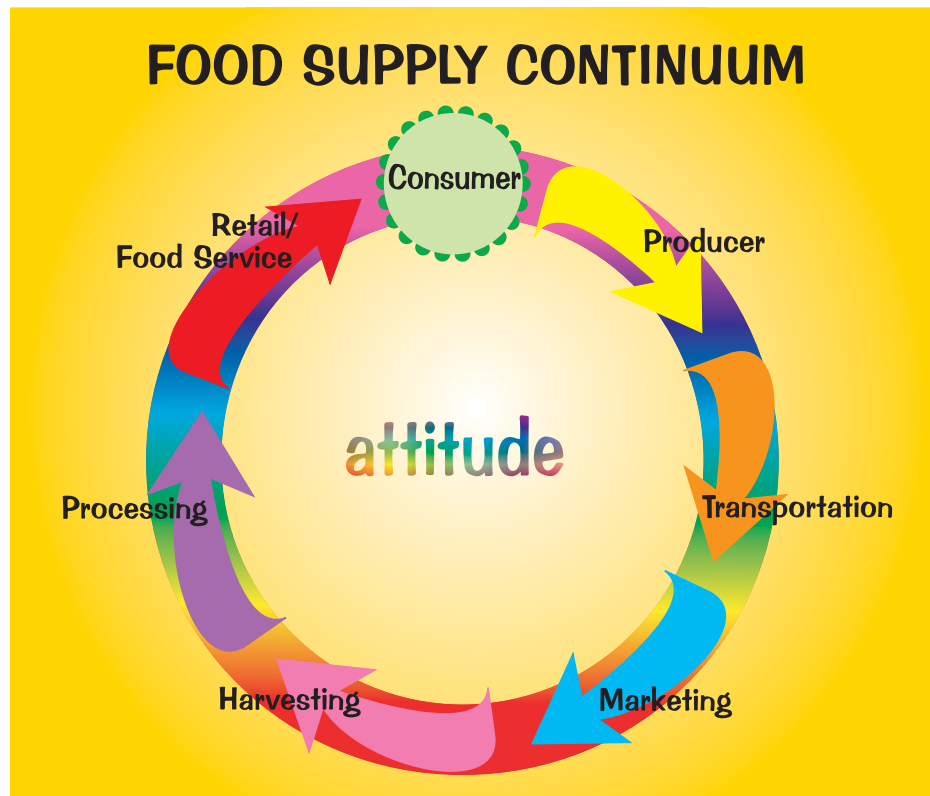 FOOD SUPPLY CONTINUUM
Consumer
Producer
Transportation
Marketing
Harvesting
Processing
Retail/
Food Service
attitude